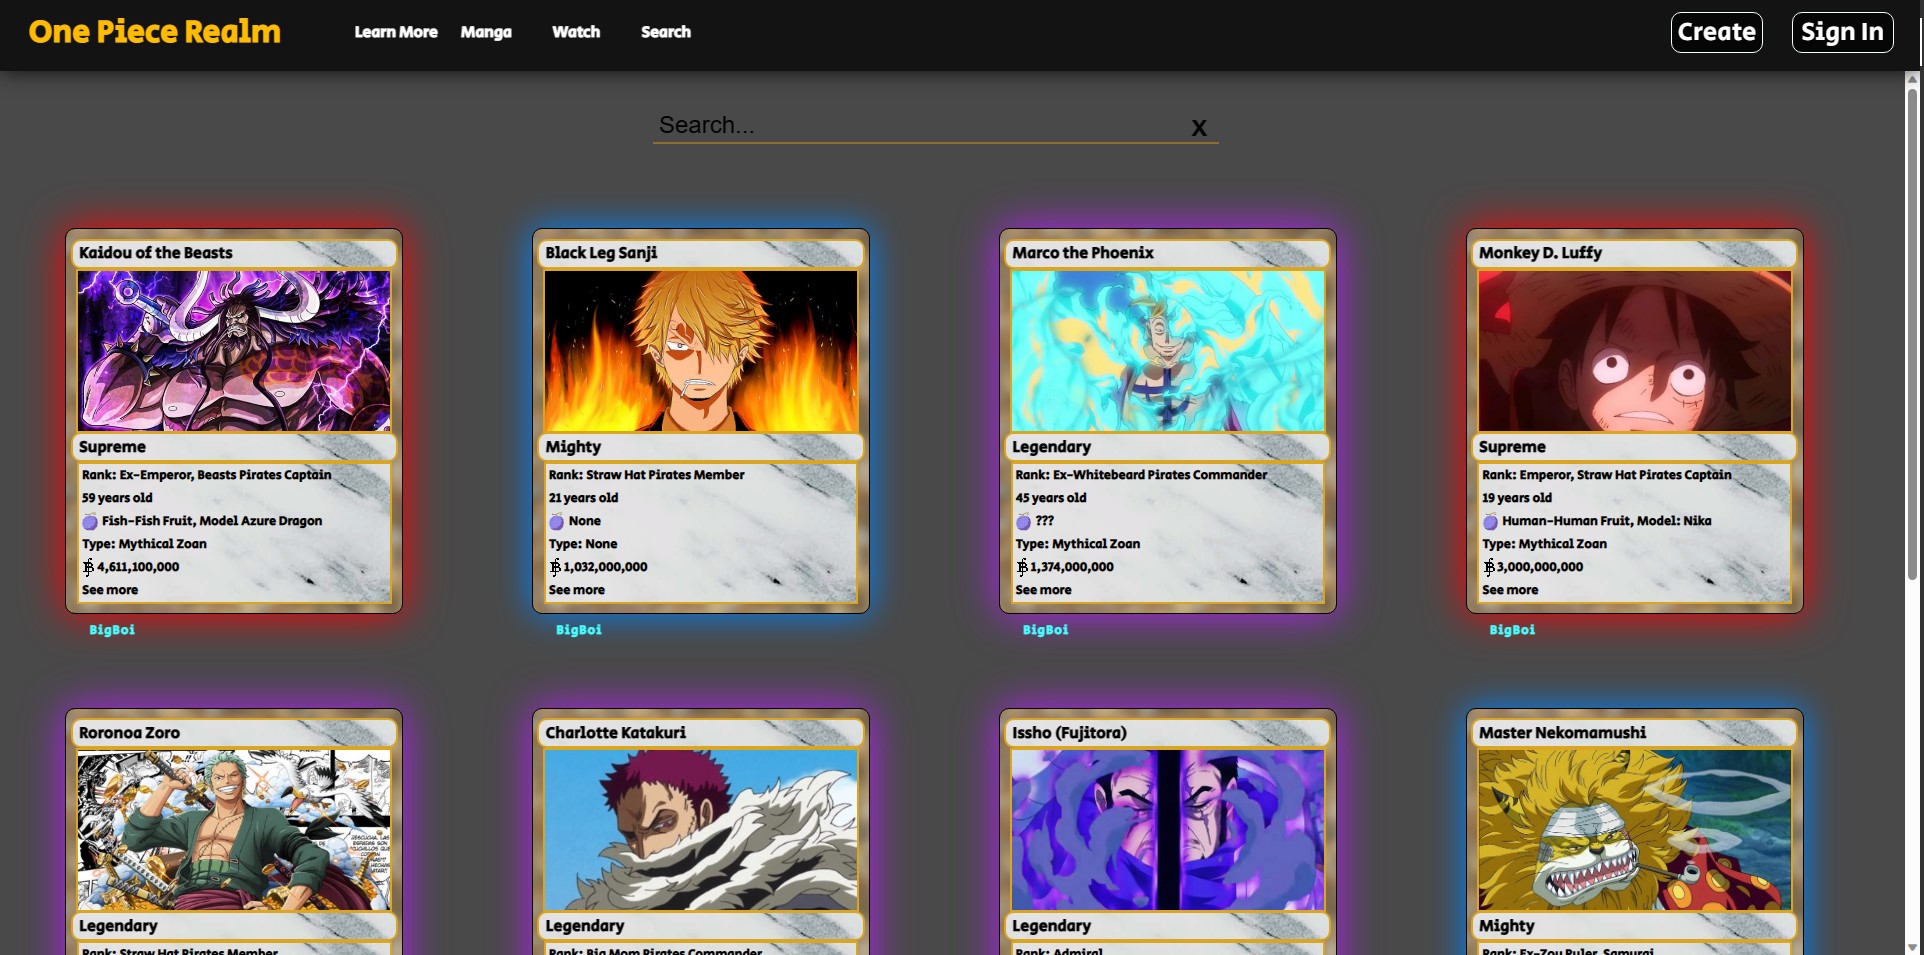 One Piece Realm
Learn More Manga Watch Search
Create Sign In
Search...
X
Kaidou of the Beasts
Supreme
Rank: Ex-Emperor, Beasts Pirates Captain
59 years old
Fish-Fish Fruit, Model Azure Dragon
Type: Mythical Zoan
4,611,100,000
See more
BigBoi
Black Leg Sanji
Mighty
Rank: Straw Hat Pirates Member
21 years old
None
Type: None
1,032,000,000
See more
BigBoi
Marco the Phoenix
Legendary
Rank: Ex-Whitebeard Pirates Commander
45 years old
???
Type: Mythical Zoan
1,374,000,000
See more
BigBoi
Monkey D. Luffy
Supreme
Rank: Emperor, Straw Hat Pirates Captain
19 years old
Human-Human Fruit, Model: Nika
Type: Mythical Zoan
3,000,000,000
See more
BigBoi
Roronoa Zoro
Legendary
Rank: Straw Hat Pirates Member
Charlotte Katakuri
Legendary
Rank: Big Mom Pirates Commander
Issho (Fujitora)
Legendary
Rank: Admiral
Master Nekomamushi
Mighty
Rank: Ex-Zou Ruler, Samurai